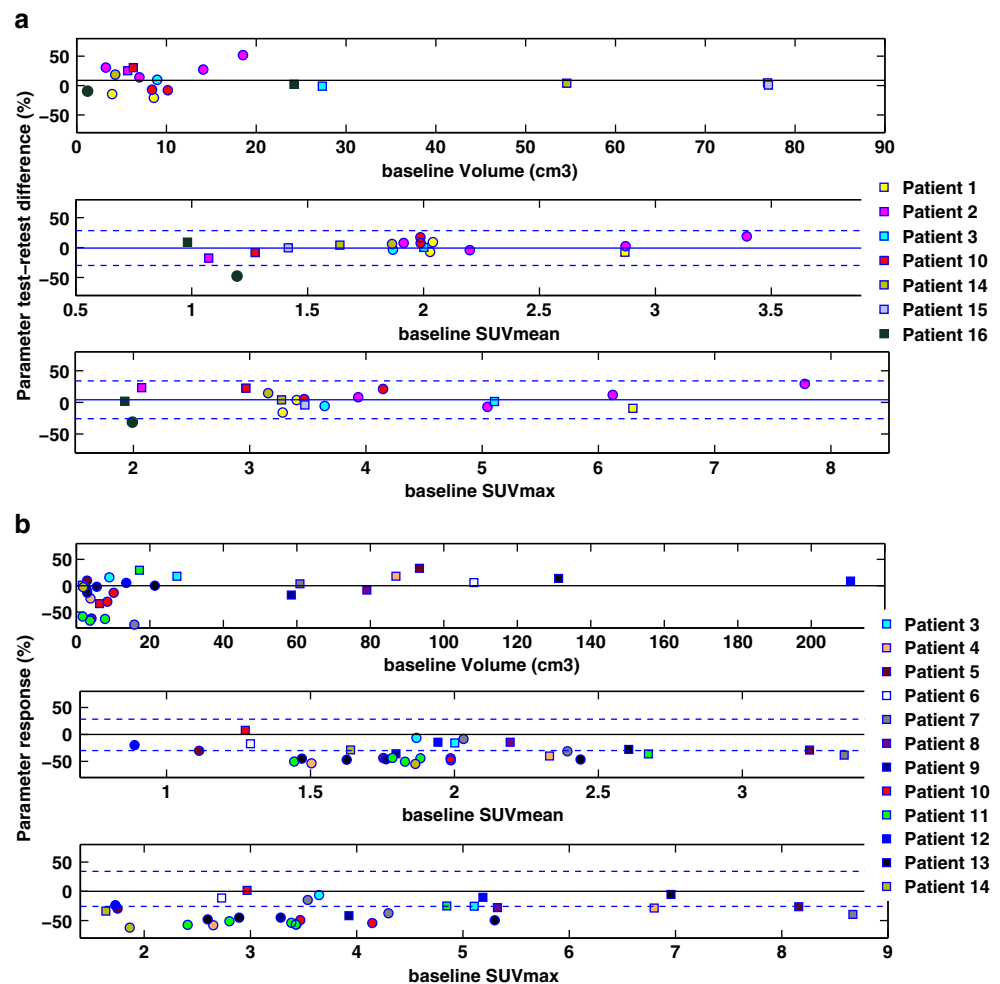 a
Parameter test-retest difference (%)
50
0
−50
0 10 20 30 40 50 60 70 80 90
baseline Volume (cm3)
50
0
−50
0.5 1 1.5 2 2.5 3 3.5
baseline SUVmean
50
0
−50
2 3 4 5 6 7 8
baseline SUVmax
Patient 1
Patient 2
Patient 3
Patient 10
Patient 14
Patient 15
Patient 16
b
Parameter response (%)
50
0
−50
0 20 40 60 80 100 120 140 160 180 200
baseline Volume (cm3)
50
0
−50
1 1.5 2 2.5 3
baseline SUVmean
50
0
−50
2 3 4 5 6 7 8 9
baseline SUVmax
Patient 3
Patient 4
Patient 5
Patient 6
Patient 7
Patient 8
Patient 9
Patient 10
Patient 11
Patient 12
Patient 13
Patient 14